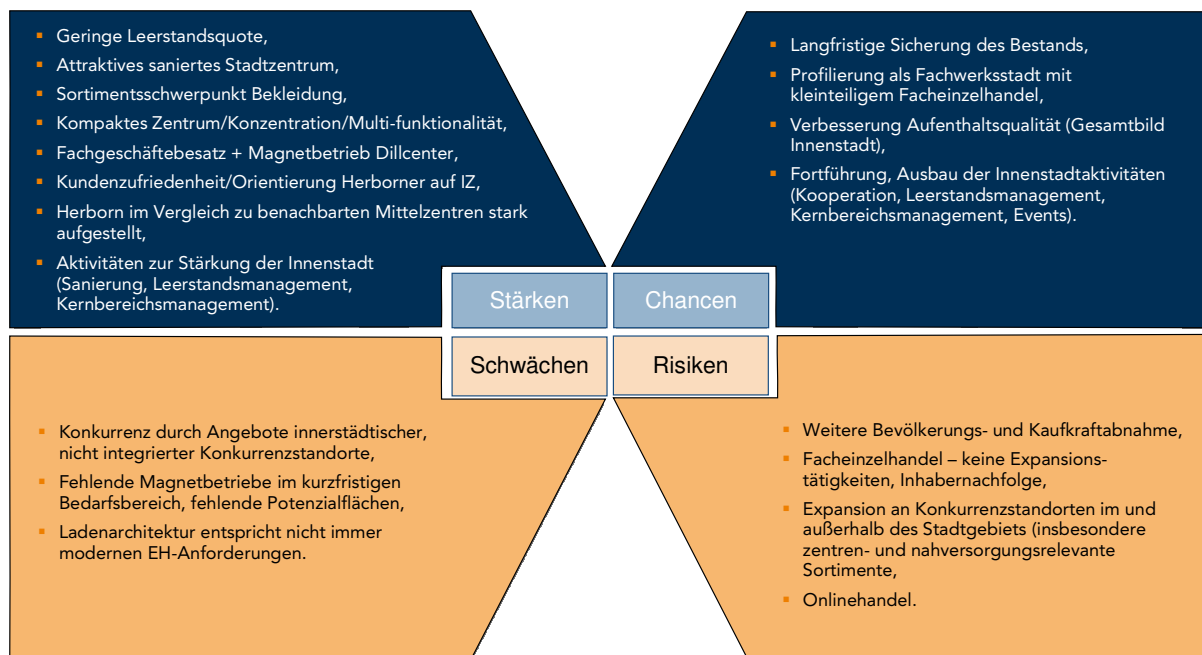 ▪ Geringe Leerstandsquote,
▪ Attraktives saniertes Stadtzentrum,
▪ Sortimentsschwerpunkt Bekleidung,
▪ Kompaktes Zentrum/Konzentration/Multi-funktionalität,
▪ Fachgeschäftebesatz + Magnetbetrieb Dillcenter,
▪ Kundenzufriedenheit/Orientierung Herborner auf IZ,
▪ Herborn im Vergleich zu benachbarten Mittelzentren stark
aufgestellt,
▪ Aktivitäten zur Stärkung der Innenstadt
(Sanierung, Leerstandsmanagement,
Kernbereichsmanagement).
▪ Langfristige Sicherung des Bestands,
▪ Profilierung als Fachwerksstadt mit
kleinteiligem Facheinzelhandel,
▪ Verbesserung Aufenthaltsqualität (Gesamtbild
Innenstadt),
▪ Fortführung, Ausbau der Innenstadtaktivitäten
(Kooperation, Leerstandsmanagement,
Kernbereichsmanagement, Events).
Stärken
Chancen
Schwächen
Risiken
▪ Konkurrenz durch Angebote innerstädtischer,
nicht integrierter Konkurrenzstandorte,
▪ Fehlende Magnetbetriebe im kurzfristigen
Bedarfsbereich, fehlende Potenzialflächen,
▪ Ladenarchitektur entspricht nicht immer
modernen EH-Anforderungen.
▪ Weitere Bevölkerungs- und Kaufkraftabnahme,
▪ Facheinzelhandel – keine Expansions-
tätigkeiten, Inhabernachfolge,
▪ Expansion an Konkurrenzstandorten im und
außerhalb des Stadtgebiets (insbesondere
zentren- und nahversorgungsrelevante
Sortimente,
▪ Onlinehandel.